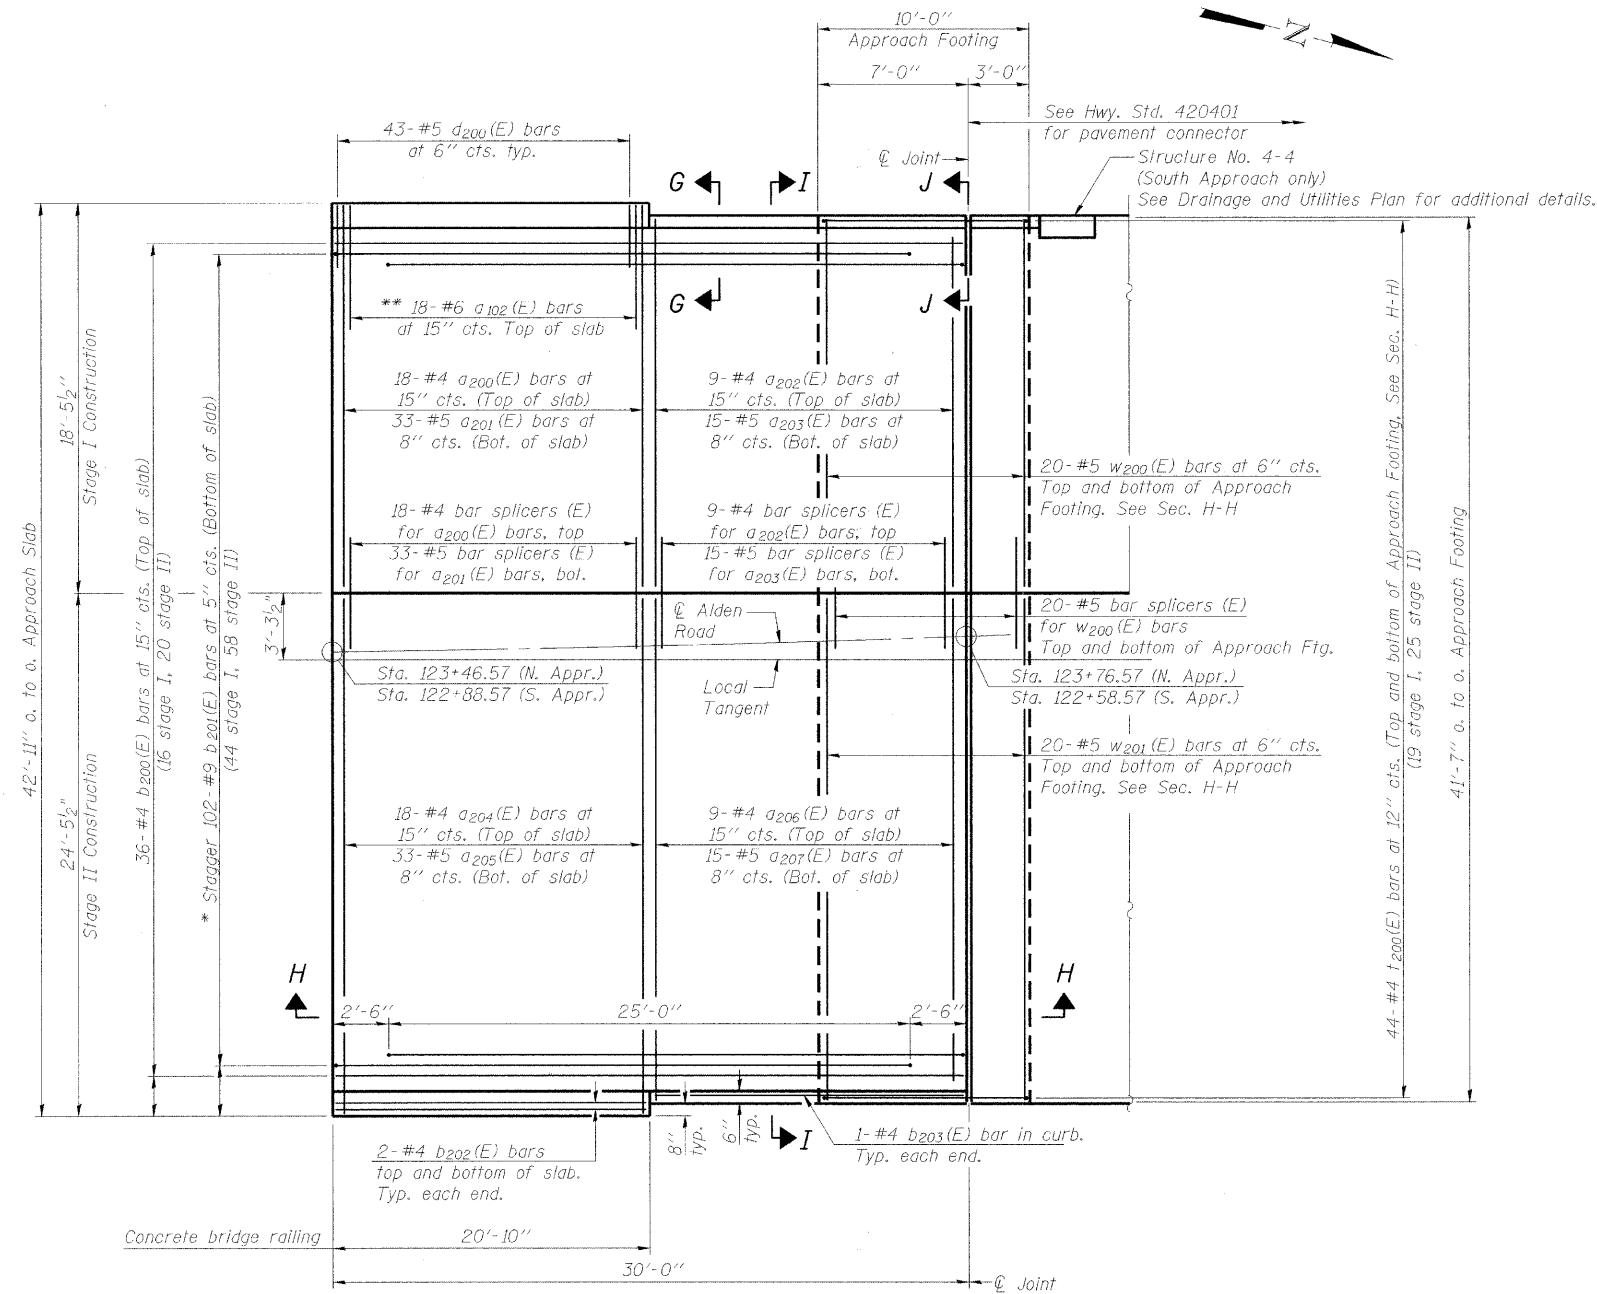 10'-0"
Approach Footing
N
7'-0"
3'-0"
See Hwy. Std. 420401
for pavement connector
43-#5 d200(E) bars
at 6" cts. typ.
℄ Joint
Structure No. 4-4
(South Approach only)
See Drainage and Utilities Plan for additional details.
G
I
J
G
J
** 18-#6 a102(E) bars
at 15" cts. Top of slab
18-#4 a200(E) bars at
15" cts. (Top of slab)
33-#5 a201(E) bars at
8" cts. (Bot. of slab)
9-#4 a202(E) bars at
15" cts. (Top of slab)
15-#5 a203(E) bars at
8" cts. (Bot. of slab)
20-#5 w200(E) bars at 6" cts.
Top and bottom of Approach
Footing. See Sec. H-H
18-#4 bar splicers (E)
for a200(E) bars, top
33-#5 bar splicers (E)
for a201(E) bars, bot.
9-#4 bar splicers (E)
for a202(E) bars, top
15-#5 bar splicers (E)
for a203(E) bars, bot.
42'-11" o. to o. Approach Slab
18'-5½"
Stage I Construction
24'-5½"
Stage II Construction
36-#4 b200(E) bars at 15" cts. (Top of slab)
(16 stage I, 20 stage II)
* Stagger 102-#9 b201(E) bars at 5" cts. (Bottom of slab)
(44 stage I, 58 stage II)
3'-3½"
℄ Alden
Road
20-#5 bar splicers (E)
for w200(E) bars
Top and bottom of Approach Ftg.
Sta. 123+46.57 (N. Appr.)
Sta. 122+88.57 (S. Appr.)
Local
Tangent
Sta. 123+76.57 (N. Appr.)
Sta. 122+58.57 (S. Appr.)
20-#5 w201(E) bars at 6" cts.
Top and bottom of Approach
Footing. See Sec. H-H
18-#4 a204(E) bars at
15" cts. (Top of slab)
33-#5 a205(E) bars at
8" cts. (Bot. of slab)
9-#4 a206(E) bars at
15" cts. (Top of slab)
15-#5 a207(E) bars at
8" cts. (Bot. of slab)
44-#4 t200(E) bars at 12" cts. (Top and bottom of Approach Footing, See Sec. H-H)
(19 stage I, 25 stage II)
41'-7" o. to o. Approach Footing
H
H
2'-6"
25'-0"
2'-6"
2-#4 b202(E) bars
top and bottom of slab.
Typ. each end.
8"
typ.
6"
typ.
I
1-#4 b203(E) bar in curb.
Typ. each end.
Concrete bridge railing
20'-10"
30'-0"
℄ Joint